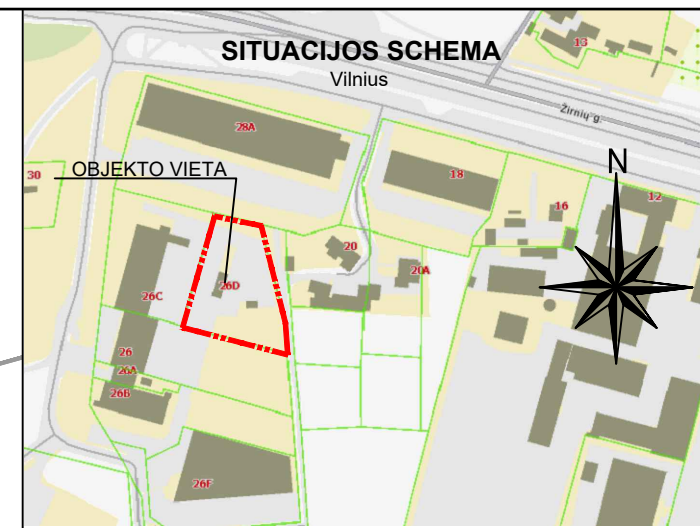 SITUACIJOS SCHEMA
Vilnius
13
Žirnių g.
28A
30
OBJEKTO VIETA
18
N
16
12
20
20A
26D
26C
26
26A
26B
26F